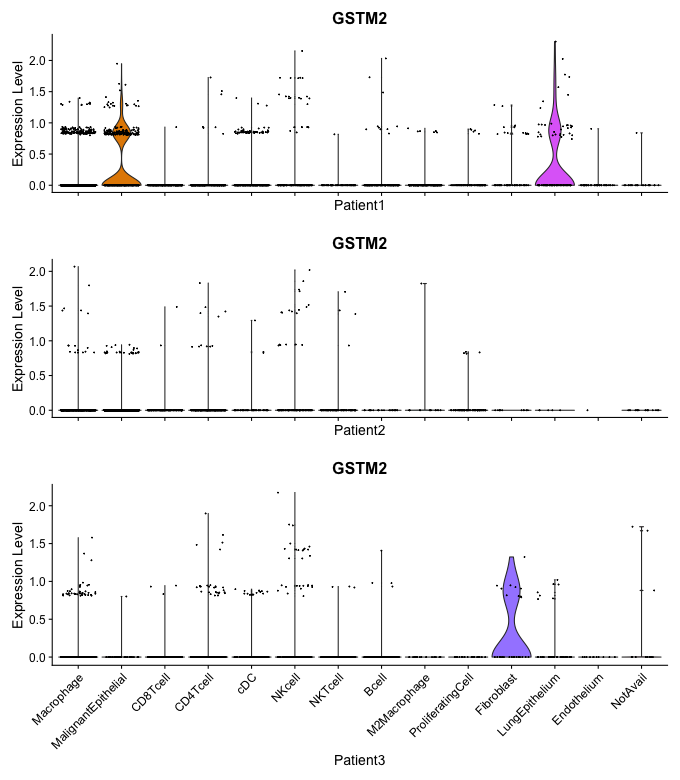 GSTM2
Expression Level
2.0
1.5
1.0
0.5
0.0
Patient1
GSTM2
Expression Level
2.0
1.5
1.0
0.5
0.0
Patient2
GSTM2
Expression Level
2.0
1.5
1.0
0.5
0.0
Macrophage
MalignantEpithelial
CD8Tcell
CD4Tcell
cDC
NKcell
NKTcell
Bcell
M2Macrophage
ProliferatingCell
Fibroblast
LungEpithelium
Endothelium
NotAvail
Patient3